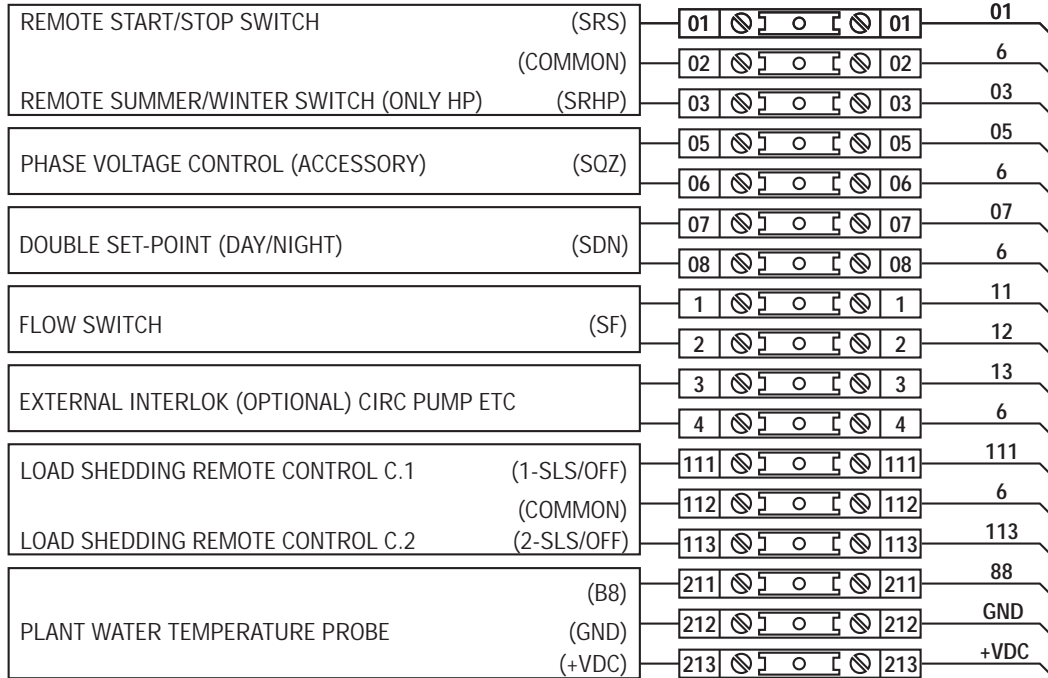 REMOTE START/STOP SWITCH (SRS) 01 01 01
(COMMON) 02 02 6
REMOTE SUMMER/WINTER SWITCH (ONLY HP) (SRHP) 03 03 03
05 05 05
PHASE VOLTAGE CONTROL (ACCESSORY) (SQZ)
06 06 6
07 07 07
DOUBLE SET-POINT (DAY/NIGHT) (SDN)
08 08 6
1 1 11
FLOW SWITCH (SF)
2 2 12
3 3 13
EXTERNAL INTERLOK (OPTIONAL) CIRC PUMP ETC
4 4 6
LOAD SHEDDING REMOTE CONTROL C.1 (1-SLS/OFF) 111 111 111
(COMMON) 112 112 6
LOAD SHEDDING REMOTE CONTROL C.2 (2-SLS/OFF) 113 113 113
(B8) 211 211 88
PLANT WATER TEMPERATURE PROBE (GND) 212 212 GND
(+VDC) 213 213 +VDC